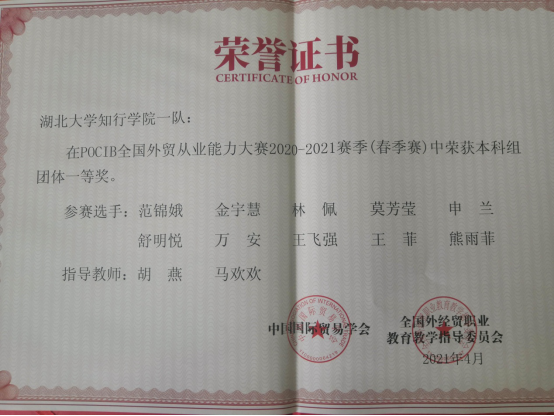 荣誉证书
CERTIFICATE OF HONOR
湖北大学知行学院一队：
在POCIB全国外贸从业能力大赛2020-2021赛季(春季赛)中荣获本科组
团体一等奖。
参赛选手：范锦娥 金宇慧 林佩 莫芳莹 申兰
舒明悦 万安 王飞强 王菲 熊雨菲
指导教师：胡燕 马欢欢
中国国际贸易学会 全国外经贸职业
教育教学指导委员会
2021年4月